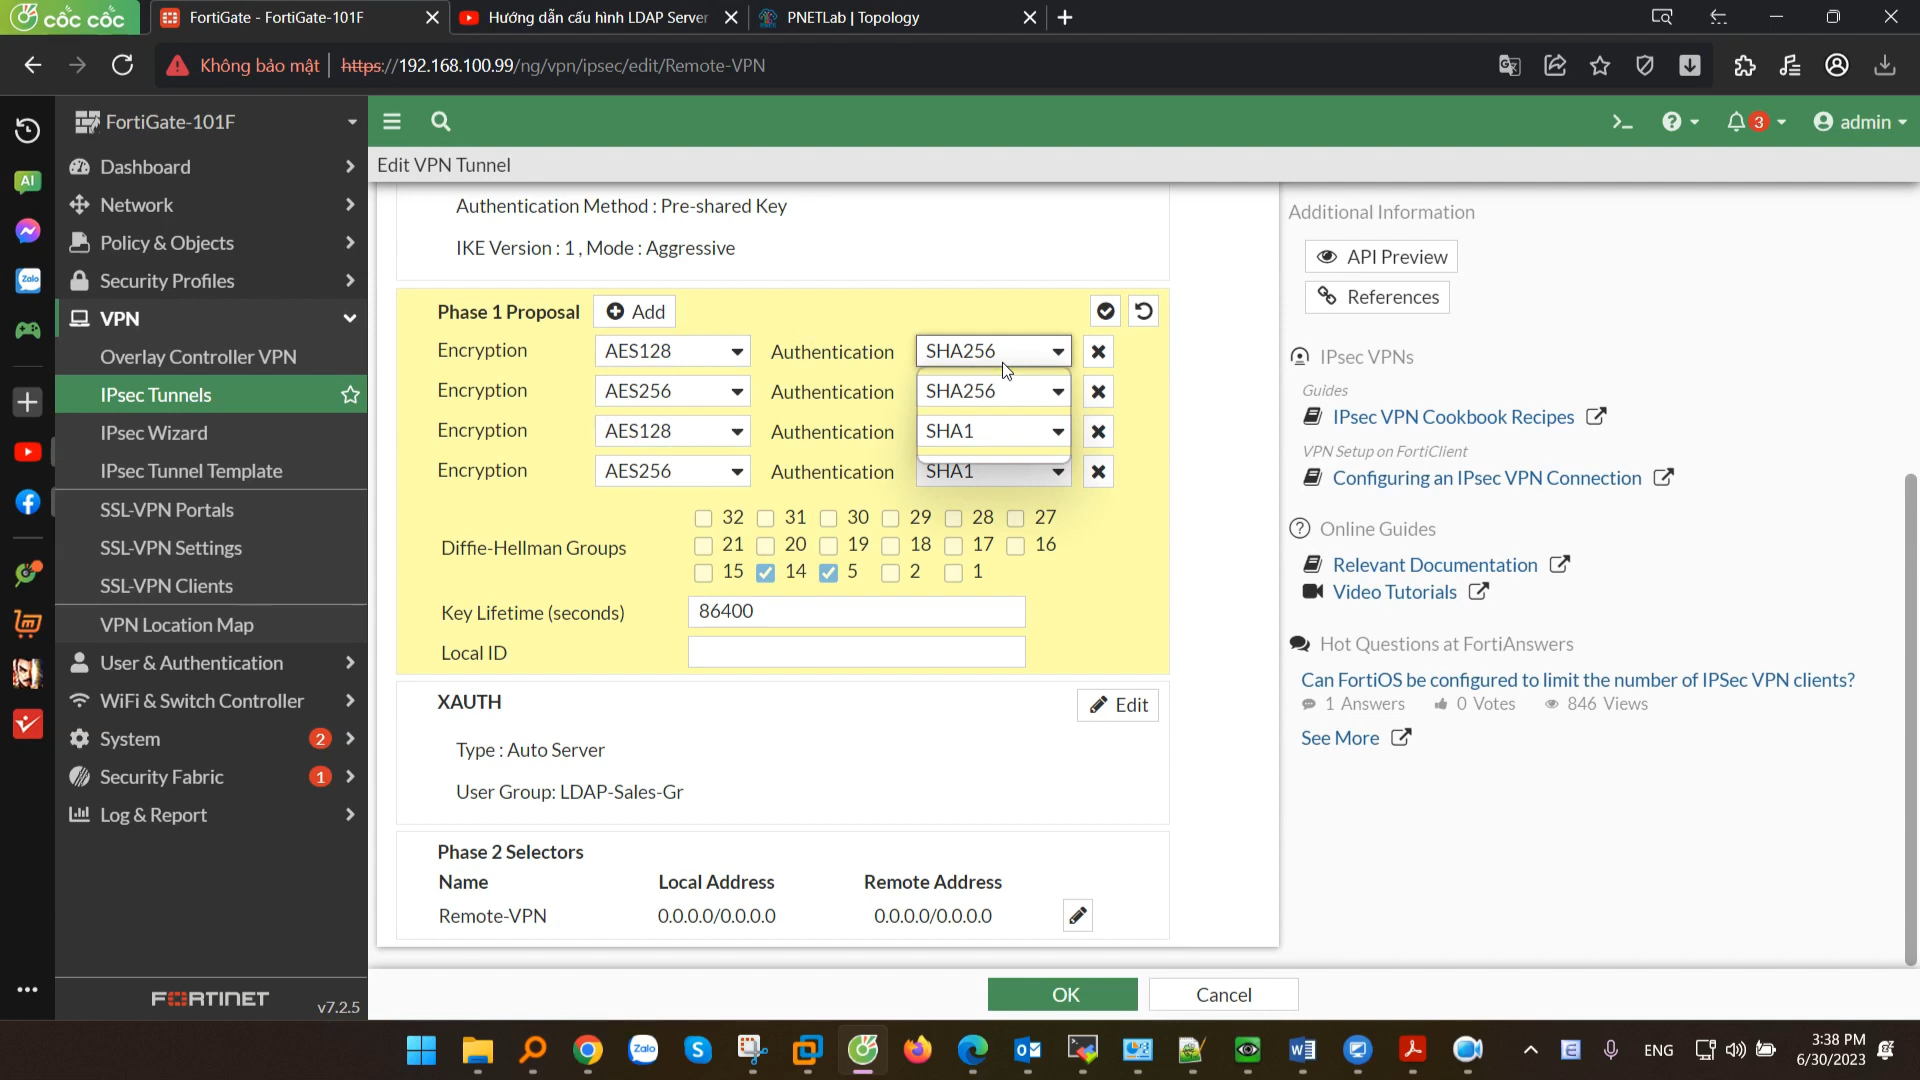 cốc cốc
FortiGate - FortiGate-101F
Hướng dẫn cấu hình LDAP Server
PNETLab | Topology
Không bảo mật
https://192.168.100.99/ng/vpn/ipsec/edit/Remote-VPN
FortiGate-101F
3
admin
AI
Dashboard
Network
Policy & Objects
Zalo
Security Profiles
VPN
Overlay Controller VPN
IPsec Tunnels
IPsec Wizard
IPsec Tunnel Template
SSL-VPN Portals
SSL-VPN Settings
SSL-VPN Clients
VPN Location Map
User & Authentication
WiFi & Switch Controller
System 2
Security Fabric 1
Log & Report
FORTINET v7.2.5
Edit VPN Tunnel
Authentication Method : Pre-shared Key
IKE Version : 1 , Mode : Aggressive
Phase 1 Proposal Add
Encryption AES128 Authentication SHA256
Encryption AES256 Authentication SHA256
Encryption AES128 Authentication SHA1
Encryption AES256 Authentication SHA1
32 31 30 29 28 27
Diffie-Hellman Groups 21 20 19 18 17 16
15 14 5 2 1
Key Lifetime (seconds) 86400
Local ID
XAUTH Edit
Type : Auto Server
User Group: LDAP-Sales-Gr
Phase 2 Selectors
Name Local Address Remote Address
Remote-VPN 0.0.0.0/0.0.0.0 0.0.0.0/0.0.0.0
OK Cancel
Additional Information
API Preview
References
IPsec VPNs
Guides
IPsec VPN Cookbook Recipes
VPN Setup on FortiClient
Configuring an IPsec VPN Connection
Online Guides
Relevant Documentation
Video Tutorials
Hot Questions at FortiAnswers
Can FortiOS be configured to limit the number of IPSec VPN clients?
1 Answers 0 Votes 846 Views
See More
Zalo
ENG
3:38 PM
6/30/2023